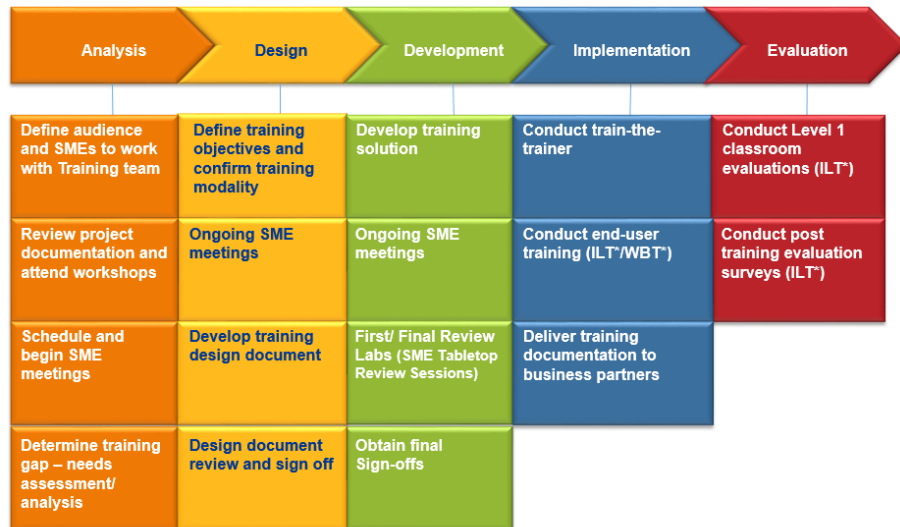 Analysis
Design
Development
Implementation
Evaluation
Define audience
and SMEs to work
with Training team
Define training
objectives and
confirm training
modality
Develop training
solution
Conduct train-the-
trainer
Conduct Level 1
classroom
evaluations (ILT*)
Review project
documentation and
attend workshops
Ongoing SME
meetings
Ongoing SME
meetings
Conduct end-user
training (ILT*/WBT*)
Conduct post
training evaluation
surveys (ILT*)
Schedule and
begin SME
meetings
Develop training
design document
First/ Final Review
Labs (SME Tabletop
Review Sessions)
Deliver training
documentation to
business partners
Determine training
gap – needs
assessment/
analysis
Design document
review and sign off
Obtain final
Sign-offs